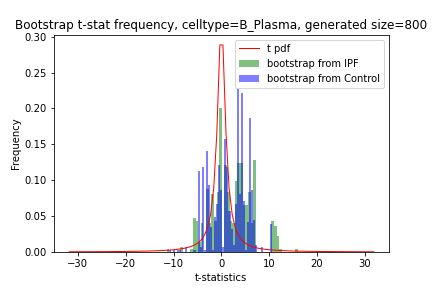 Bootstrap t-stat frequency, celltype=B_Plasma, generated size=800
t pdf
bootstrap from IPF
bootstrap from Control
Frequency
0.30
0.25
0.20
0.15
0.10
0.05
0.00
−30 −20 −10 0 10 20 30
t-statistics